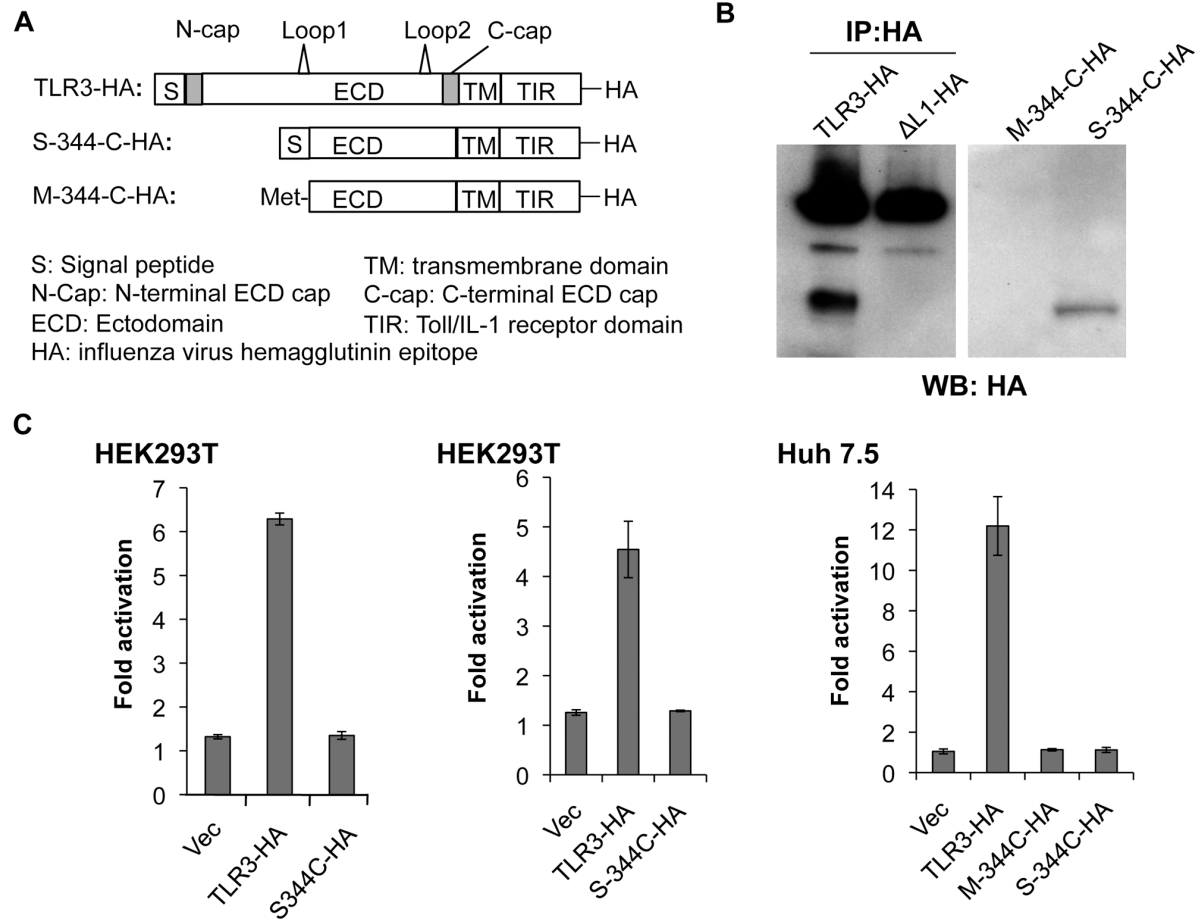 A
N-cap Loop1 Loop2 C-cap
TLR3-HA: S ECD TM TIR HA
S-344-C-HA: S ECD TM TIR HA
M-344-C-HA: Met- ECD TM TIR HA
S: Signal peptide
N-Cap: N-terminal ECD cap
ECD: Ectodomain
HA: influenza virus hemagglutinin epitope
TM: transmembrane domain
C-cap: C-terminal ECD cap
TIR: Toll/IL-1 receptor domain
B
IP:HA
TLR3-HA
ΔL1-HA
M-344-C-HA
S-344-C-HA
WB: HA
C
HEK293T
Fold activation
7
6
5
4
3
2
1
0
Vec
TLR3-HA
S344C-HA
HEK293T
Fold activation
6
5
4
3
2
1
0
Vec
TLR3-HA
S-344C-HA
Huh 7.5
Fold activation
14
12
10
8
6
4
2
0
Vec
TLR3-HA
M-344C-HA
S-344C-HA